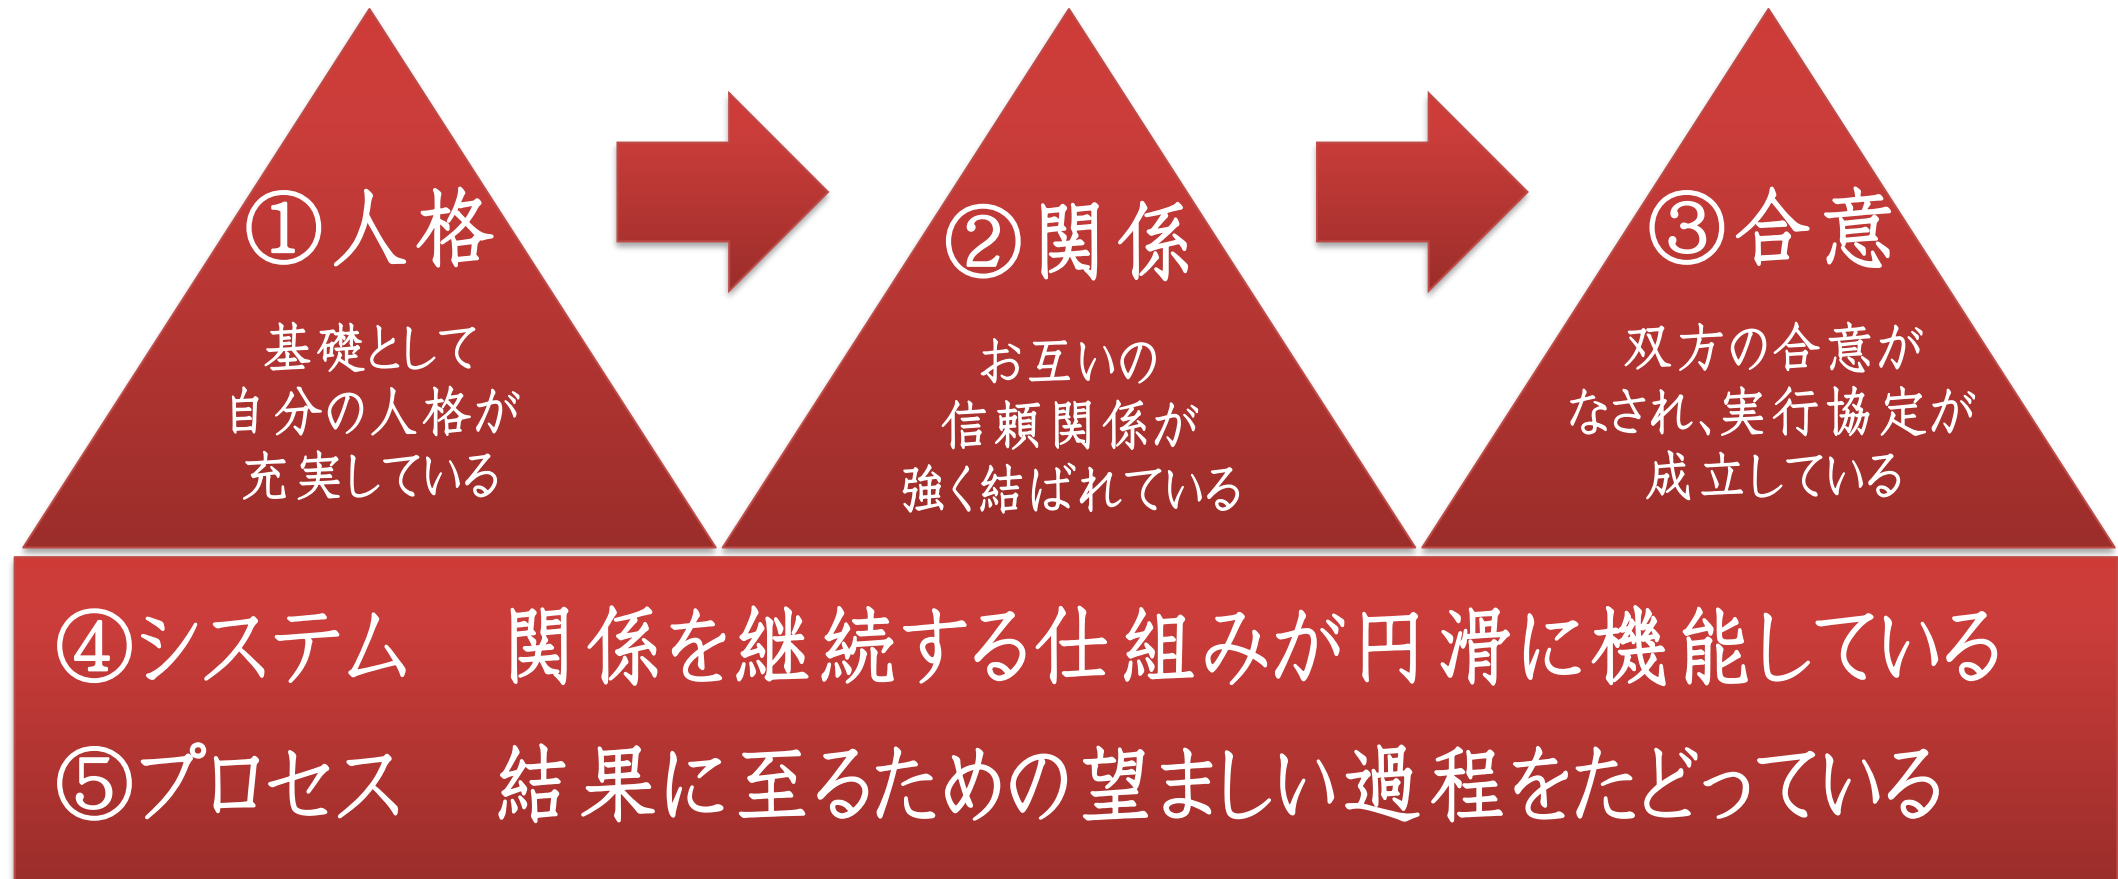 ①人格
基礎として
自分の人格が
充実している
②関係
お互いの
信頼関係が
強く結ばれている
③合意
双方の合意が
なされ、実行協定が
成立している
④システム　関係を継続する仕組みが円滑に機能している
⑤プロセス　結果に至るための望ましい過程をたどっている